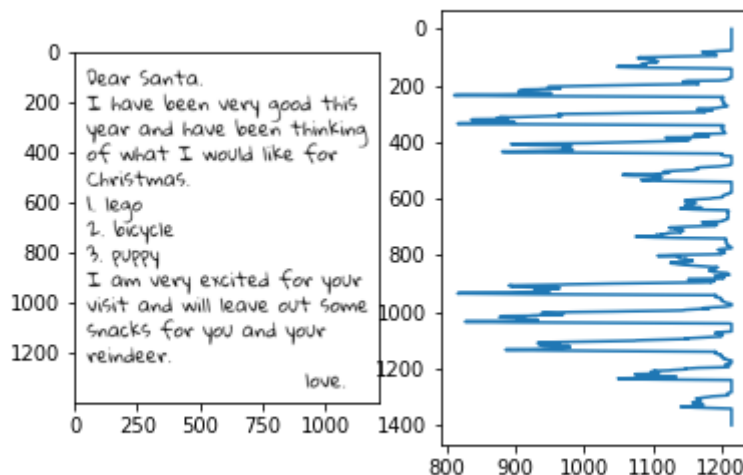 0
200
400
600
800
1000
1200
Dear Santa.
I have been very good this
year and have been thinking
of what I would like for
Christmas.
1. lego
2. bicycle
3. puppy
I am very excited for your
visit and will leave out some
snacks for you and your
reindeer.
love.
0 250 500 750 1000
0
200
400
600
800
1000
1200
1400
800 900 1000 1100 1200